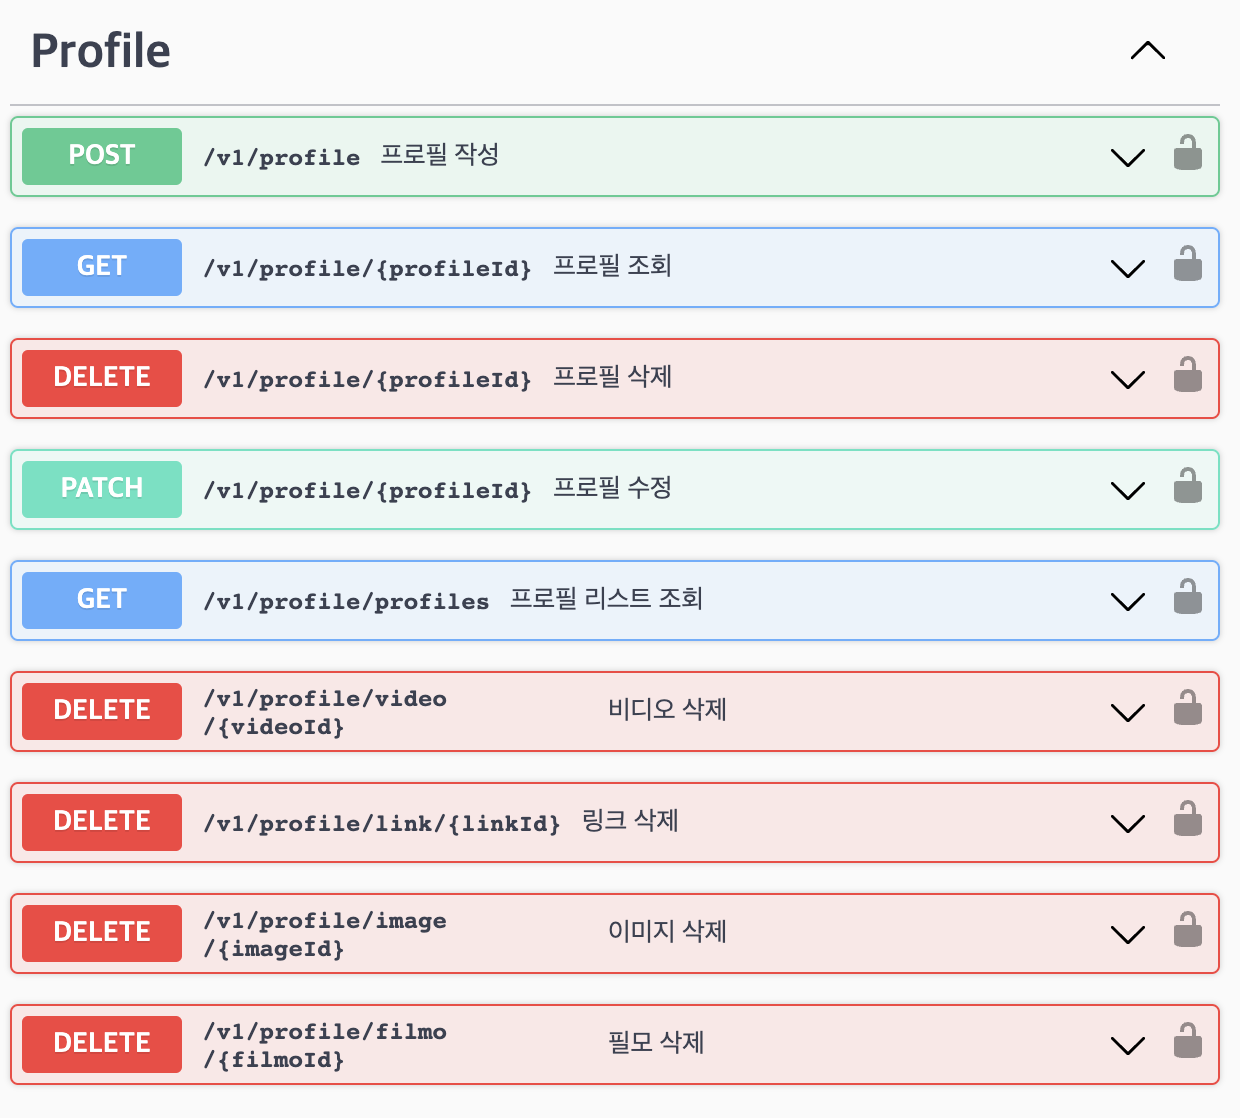 Profile
POST /v1/profile 프로필 작성
GET /v1/profile/{profileId} 프로필 조회
DELETE /v1/profile/{profileId} 프로필 삭제
PATCH /v1/profile/{profileId} 프로필 수정
GET /v1/profile/profiles 프로필 리스트 조회
DELETE /v1/profile/video
/{videoId} 비디오 삭제
DELETE /v1/profile/link/{linkId} 링크 삭제
DELETE /v1/profile/image
/{imageId} 이미지 삭제
DELETE /v1/profile/filmo
/{filmoId} 필모 삭제